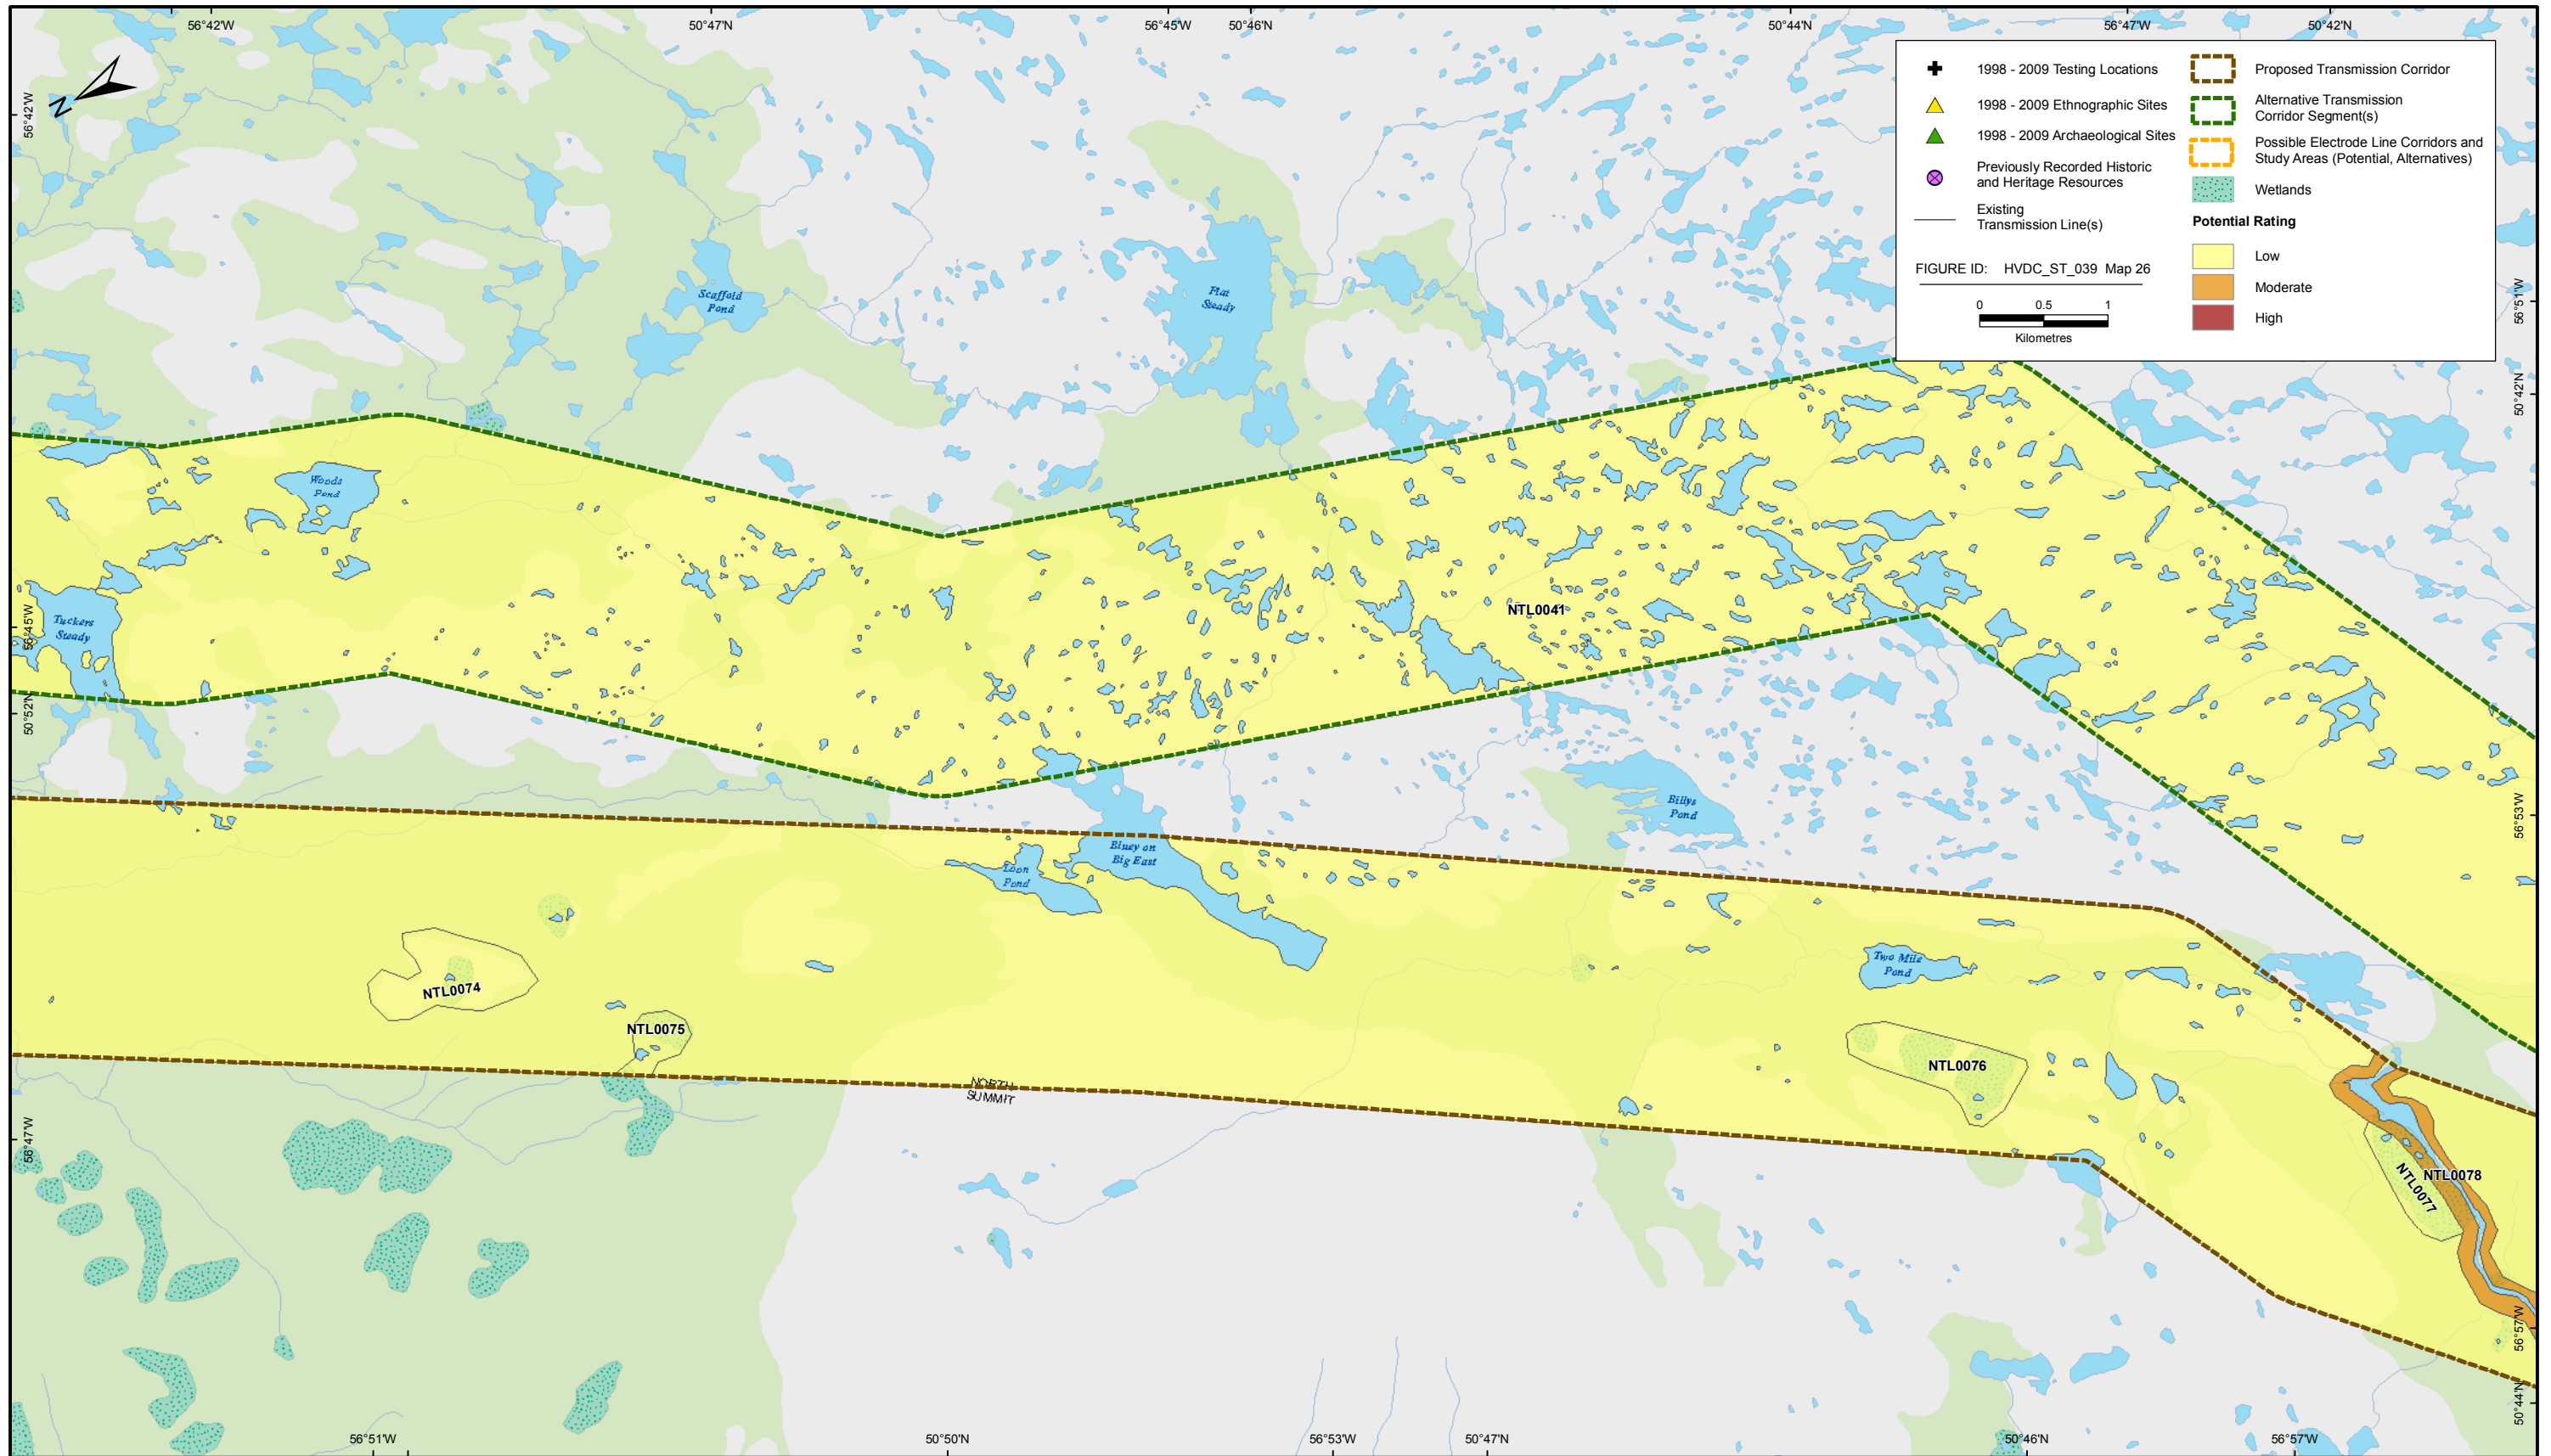 56°42'W
50°47'N
56°45'W
50°46'N
50°44'N
56°47'W
50°42'N
N
56°42'W
56°45'W
50°52'N
56°47'W
1998 - 2009 Testing Locations
1998 - 2009 Ethnographic Sites
1998 - 2009 Archaeological Sites
Previously Recorded Historic
and Heritage Resources
Existing
Transmission Line(s)
FIGURE ID: HVDC_ST_039 Map 26
0 0.5 1
Kilometres
Proposed Transmission Corridor
Alternative Transmission
Corridor Segment(s)
Possible Electrode Line Corridors and
Study Areas (Potential, Alternatives)
Wetlands
Potential Rating
Low
Moderate
High
56°51'W
50°42'N
56°53'W
56°57'W
50°44'N
Scaffold
Pond
Flat
Steady
Woods
Pond
Tuckers
Steady
NTL0041
Billys
Pond
Bluey on
Big East
Loon
Pond
Two Mile
Pond
NTL0074
NTL0075
NTL0076
NTL0078
NTL0077
NORTH
SUMMIT
56°51'W
50°50'N
56°53'W
50°47'N
50°46'N
56°57'W